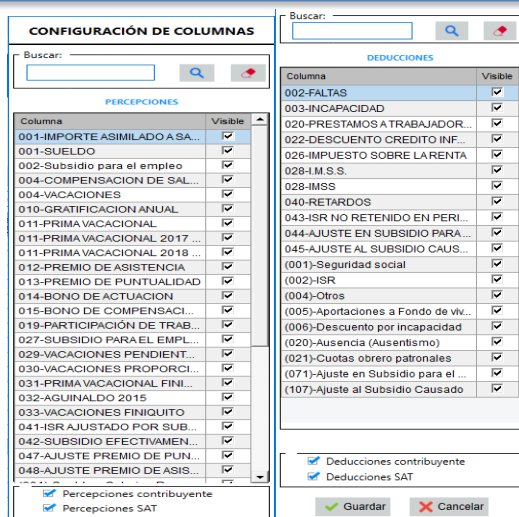 CONFIGURACIÓN DE COLUMNAS
Buscar:
PERCEPCIONES
Columna Visible
001-IMPORTE ASIMILADO A SA...
001-SUELDO
002-Subsidio para el empleo
004-COMPENSACION DE SAL...
004-VACACIONES
010-GRATIFICACION ANUAL
011-PRIMA VACACIONAL
011-PRIMA VACACIONAL 2017 ...
011-PRIMA VACACIONAL 2018 ...
012-PREMIO DE ASISTENCIA
013-PREMIO DE PUNTUALIDAD
014-BONO DE ACTUACION
015-BONO DE COMPENSACI...
019-PARTICIPACIÓN DE TRAB...
027-SUBSIDIO PARA EL EMPL...
029-VACACIONES PENDIENT...
030-VACACIONES PROPORCI...
031-PRIMA VACACIONAL FINI...
032-AGUINALDO 2015
033-VACACIONES FINIQUITO
041-ISR AJUSTADO POR SUB...
042-SUBSIDIO EFECTIVAMEN...
047-AJUSTE PREMIO DE PUN...
048-AJUSTE PREMIO DE ASIS...
Percepciones contribuyente
Percepciones SAT
Buscar:
DEDUCCIONES
Columna Visible
002-FALTAS
003-INCAPACIDAD
020-PRESTAMOS A TRABAJADOR...
022-DESCUENTO CREDITO INF...
026-IMPUESTO SOBRE LA RENTA
028-I.M.S.S.
028-IMSS
040-RETARDOS
043-ISR NO RETENIDO EN PERI...
044-AJUSTE EN SUBSIDIO PARA...
045-AJUSTE AL SUBSIDIO CAUS...
(001)-Seguridad social
(002)-ISR
(004)-Otros
(005)-Aportaciones a Fondo de viv...
(006)-Descuento por incapacidad
(020)-Ausencia (Ausentismo)
(021)-Cuotas obrero patronales
(071)-Ajuste en Subsidio para el ...
(107)-Ajuste al Subsidio Causado
Deducciones contribuyente
Deducciones SAT
Guardar Cancelar